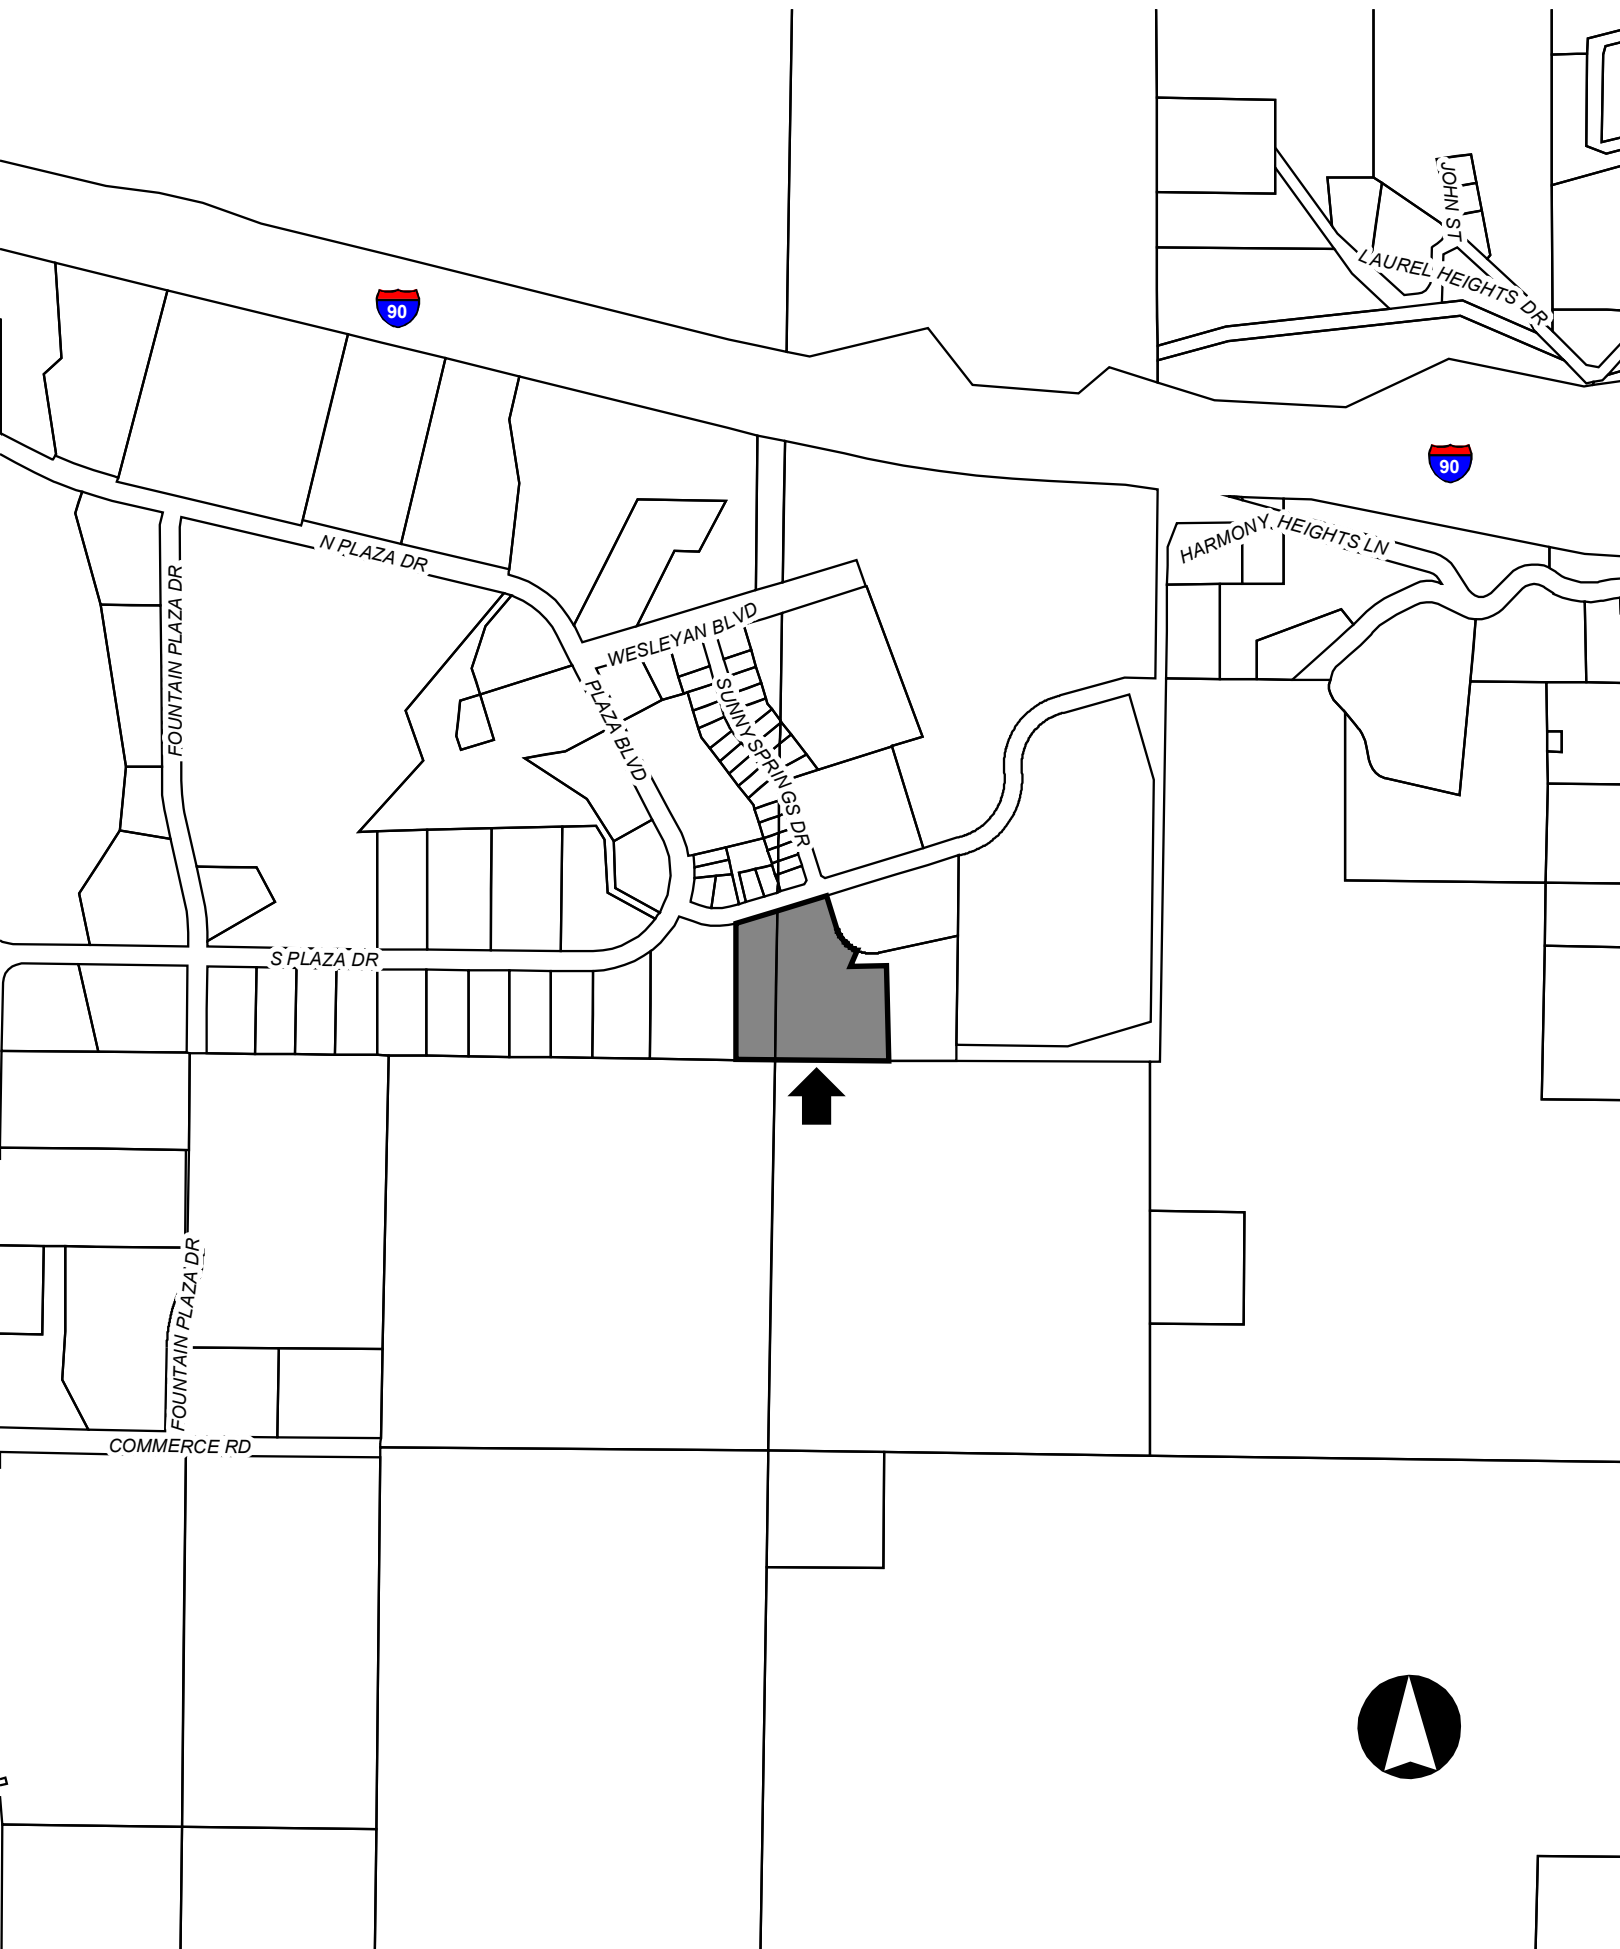 JOHN ST
LAUREL HEIGHTS DR
90
90
HARMONY HEIGHTS LN
N PLAZA DR
FOUNTAIN PLAZA DR
WESLEYAN BLVD
PLAZA BLVD
SUNNY SPRINGS DR
S PLAZA DR
FOUNTAIN PLAZA DR
COMMERCE RD